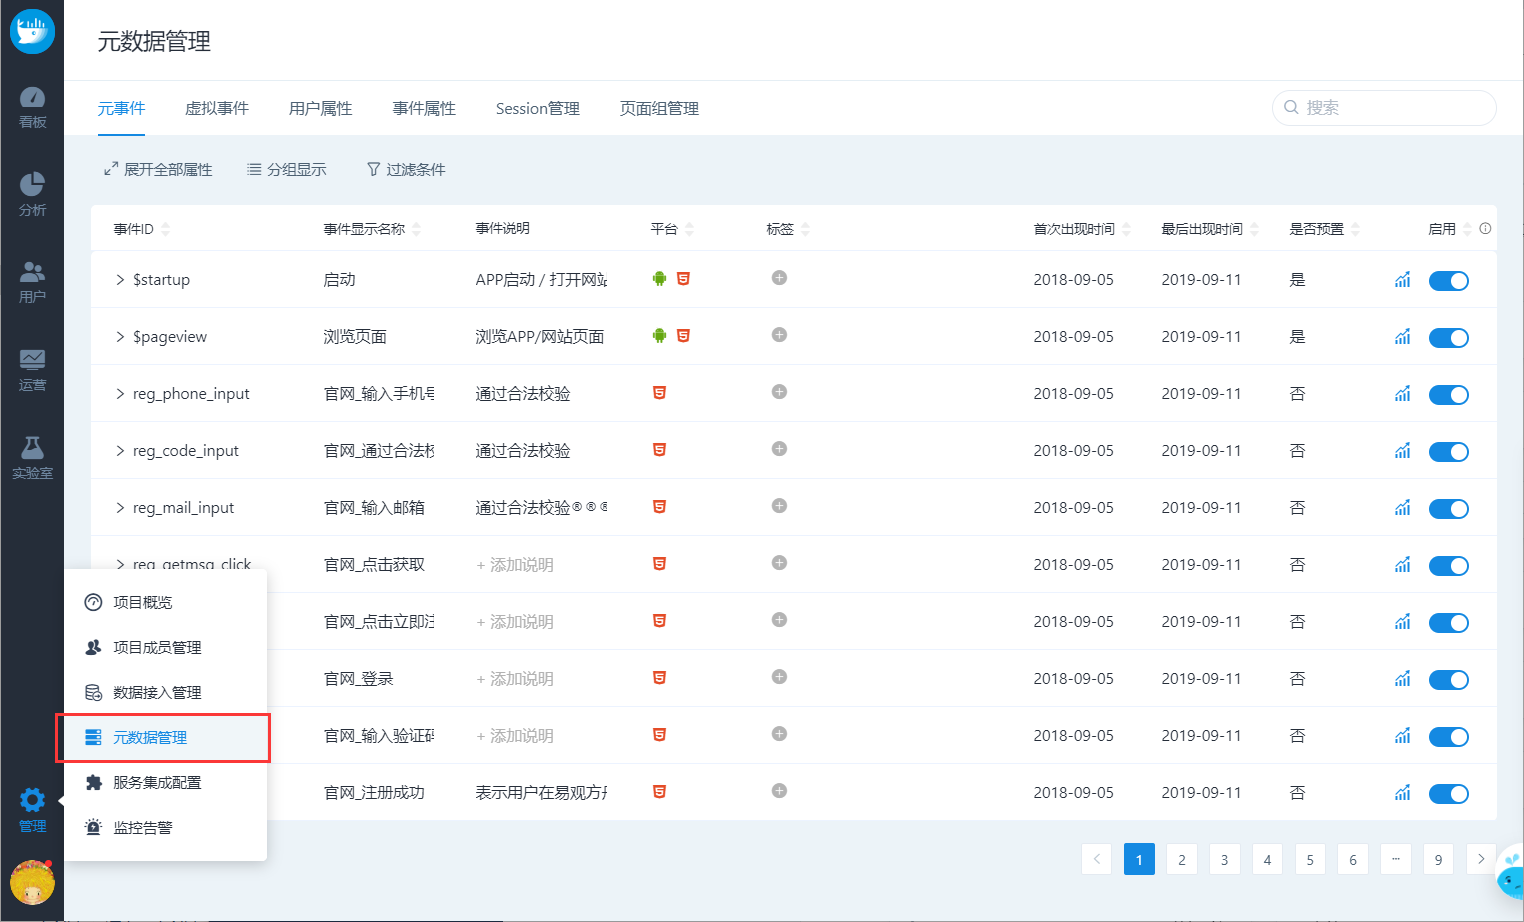 元数据管理
元事件 虚拟事件 用户属性 事件属性 Session管理 页面组管理 搜索
展开全部属性 分组显示 过滤条件
事件ID 事件显示名称 事件说明 平台 标签 首次出现时间 最后出现时间 是否预置 启用
$startup 启动 APP启动 / 打开网站 2018-09-05 2019-09-11 是
$pageview 浏览页面 浏览APP/网站页面 2018-09-05 2019-09-11 是
reg_phone_input 官网_输入手机号 通过合法校验 2018-09-05 2019-09-11 否
reg_code_input 官网_通过合法校 通过合法校验 2018-09-05 2019-09-11 否
reg_mail_input 官网_输入邮箱 通过合法校验®®® 2018-09-05 2019-09-11 否
reg_getmsg_click 官网_点击获取 + 添加说明 2018-09-05 2019-09-11 否
官网_点击立即注 + 添加说明 2018-09-05 2019-09-11 否
官网_登录 + 添加说明 2018-09-05 2019-09-11 否
官网_输入验证码 + 添加说明 2018-09-05 2019-09-11 否
官网_注册成功 表示用户在易观方舟 2018-09-05 2019-09-11 否
1 2 3 4 5 6 ... 9
看板
分析
用户
运营
实验室
管理
项目概览
项目成员管理
数据接入管理
元数据管理
服务集成配置
监控告警